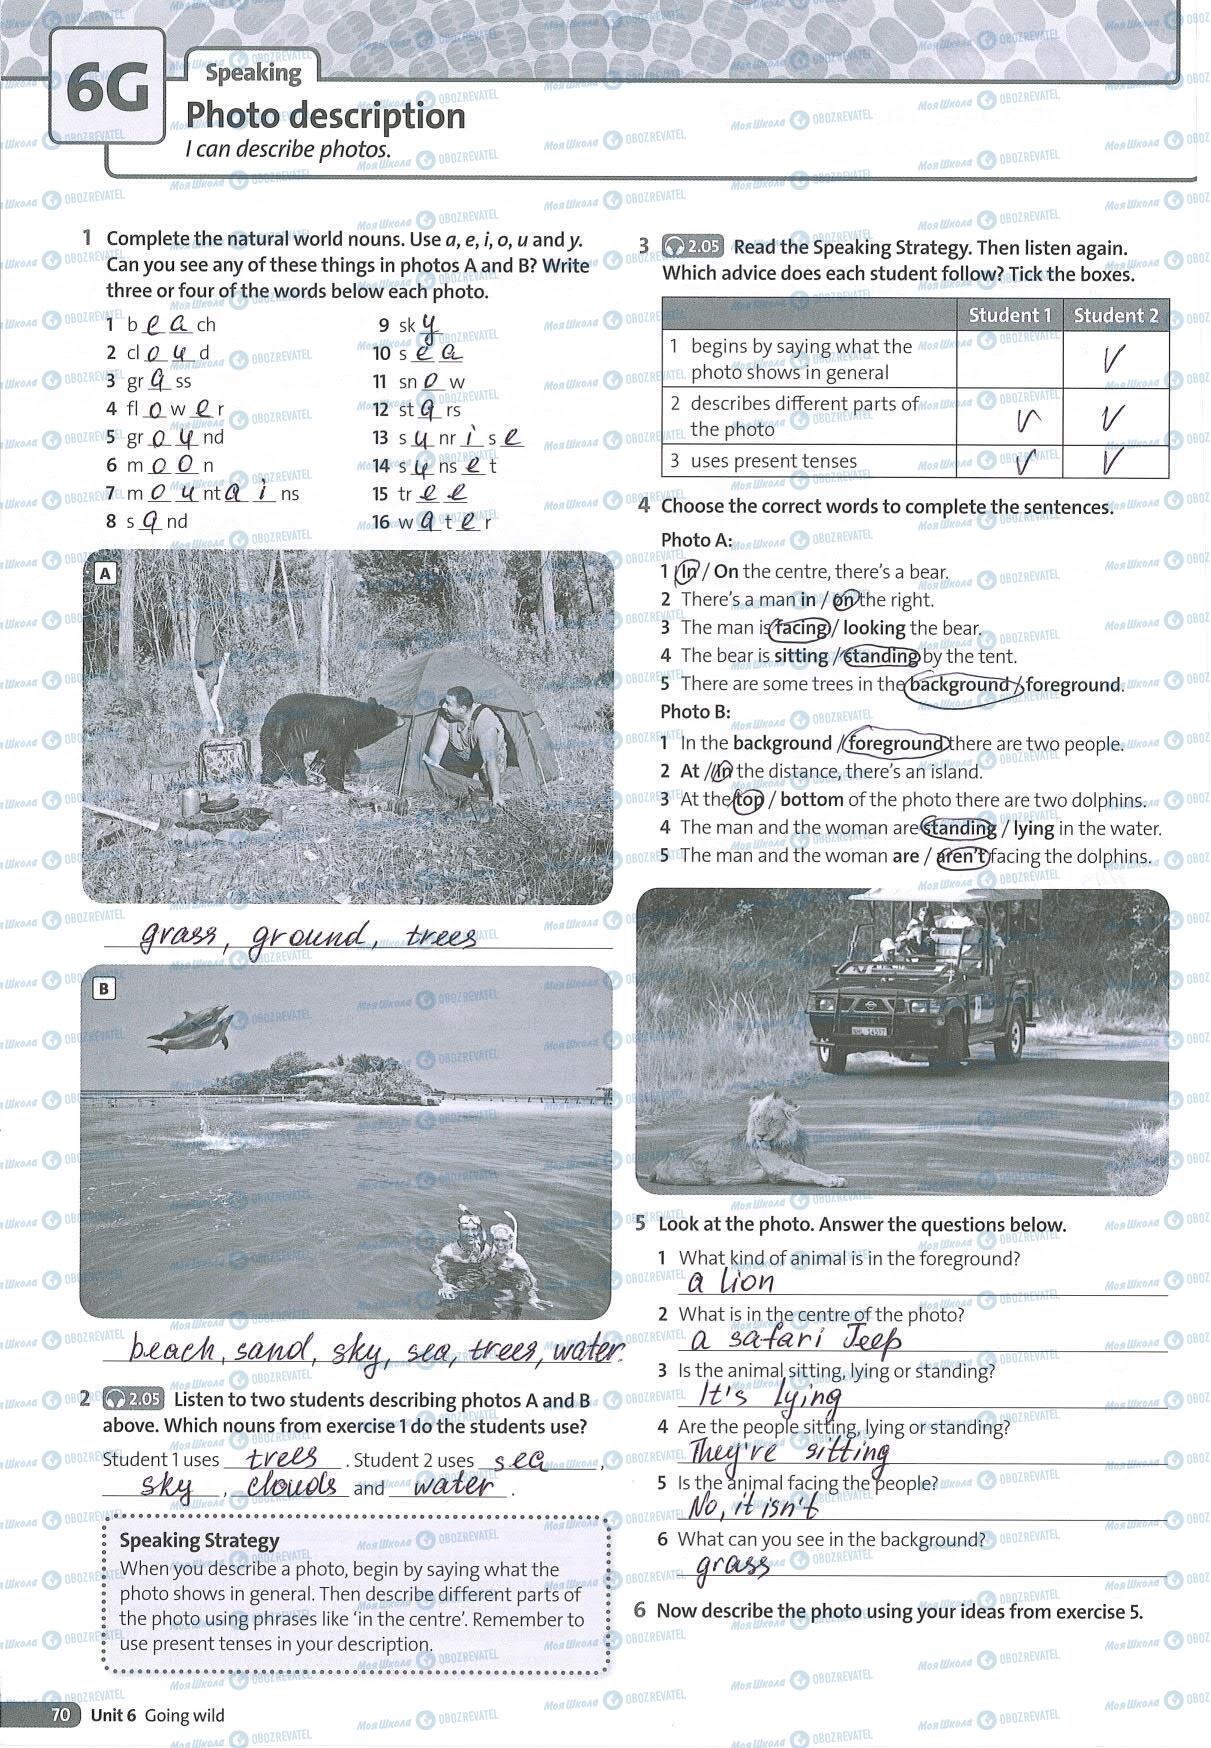 6G
Speaking
Photo description
I can describe photos.
1 Complete the natural world nouns. Use a, e, i, o, u and y.
Can you see any of these things in photos A and B? Write
three or four of the words below each photo.
1 b e a ch
2 cl o u d
3 gr a ss
4 fl o w e r
5 gr o u nd
6 m o o n
7 m o u nt a i ns
8 s a nd
9 sk y
10 s e a
11 sn o w
12 st a rs
13 s u nr i s e
14 s u ns e t
15 tr e e
16 w a t e r
A
grass, ground, trees
B
beach, sand, sky, sea, trees, water.
2 2.05 Listen to two students describing photos A and B
above. Which nouns from exercise 1 do the students use?
Student 1 uses trees . Student 2 uses sea ,
sky , clouds and water .
Speaking Strategy
When you describe a photo, begin by saying what the
photo shows in general. Then describe different parts of
the photo using phrases like 'in the centre'. Remember to
use present tenses in your description.
3 2.05 Read the Speaking Strategy. Then listen again.
Which advice does each student follow? Tick the boxes.
Student 1 Student 2
1 begins by saying what the
photo shows in general
2 describes different parts of
the photo
3 uses present tenses
4 Choose the correct words to complete the sentences.
Photo A:
1 In / On the centre, there's a bear.
2 There's a man in / on the right.
3 The man is facing / looking the bear.
4 The bear is sitting / standing by the tent.
5 There are some trees in the background / foreground.
Photo B:
1 In the background / foreground there are two people.
2 At / In the distance, there's an island.
3 At the top / bottom of the photo there are two dolphins.
4 The man and the woman are standing / lying in the water.
5 The man and the woman are / aren't facing the dolphins.
5 Look at the photo. Answer the questions below.
1 What kind of animal is in the foreground?
a lion
2 What is in the centre of the photo?
a safari Jeep
3 Is the animal sitting, lying or standing?
It's lying
4 Are the people sitting, lying or standing?
They're sitting
5 Is the animal facing the people?
No, it isn't
6 What can you see in the background?
grass
6 Now describe the photo using your ideas from exercise 5.
70 Unit 6 Going wild
Моя Школа OBOZREVATEL